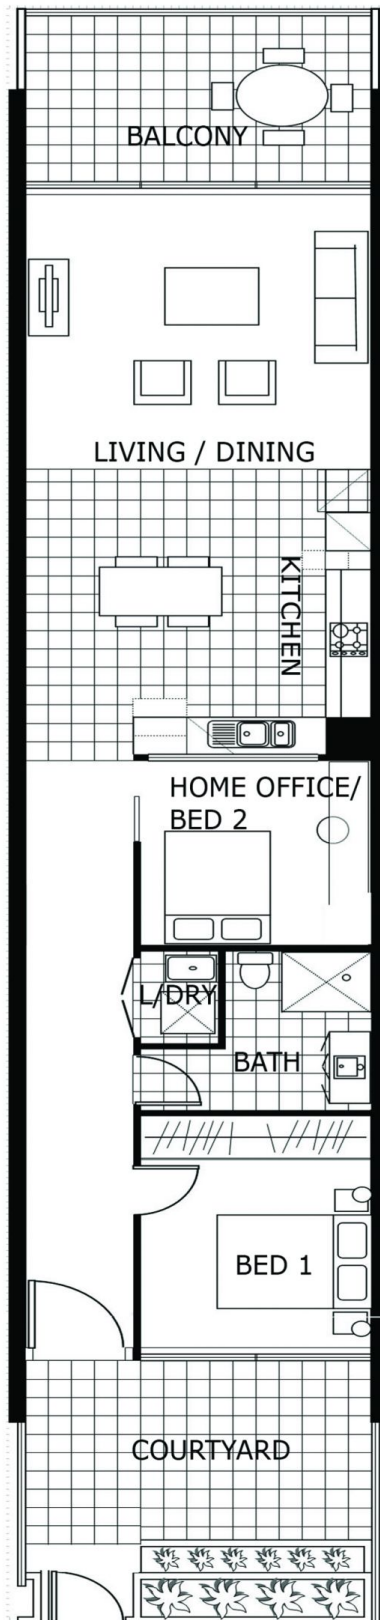 BALCONY
LIVING / DINING
KITCHEN
HOME OFFICE/
BED 2
L/DRY
BATH
BED 1
COURTYARD